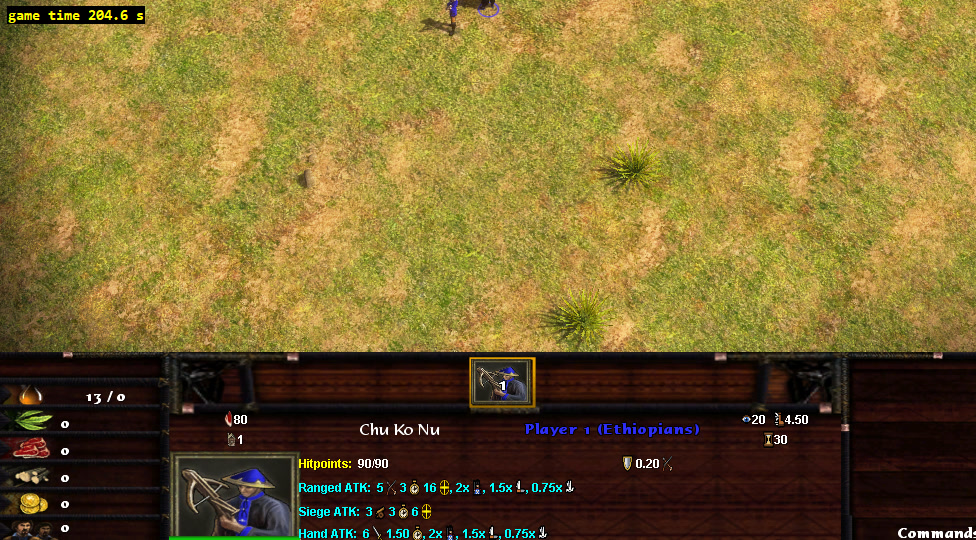 game time 204.6 s
13 / 0
0
0
0
0
0
1
80
1
Chu Ko Nu
Player 1 (Ethiopians)
20 4.50
30
Hitpoints: 90/90
0.20
Ranged ATK: 5 3 16 , 2x , 1.5x , 0.75x
Siege ATK: 3 3 6
Hand ATK: 6 1.50 , 2x , 1.5x , 0.75x